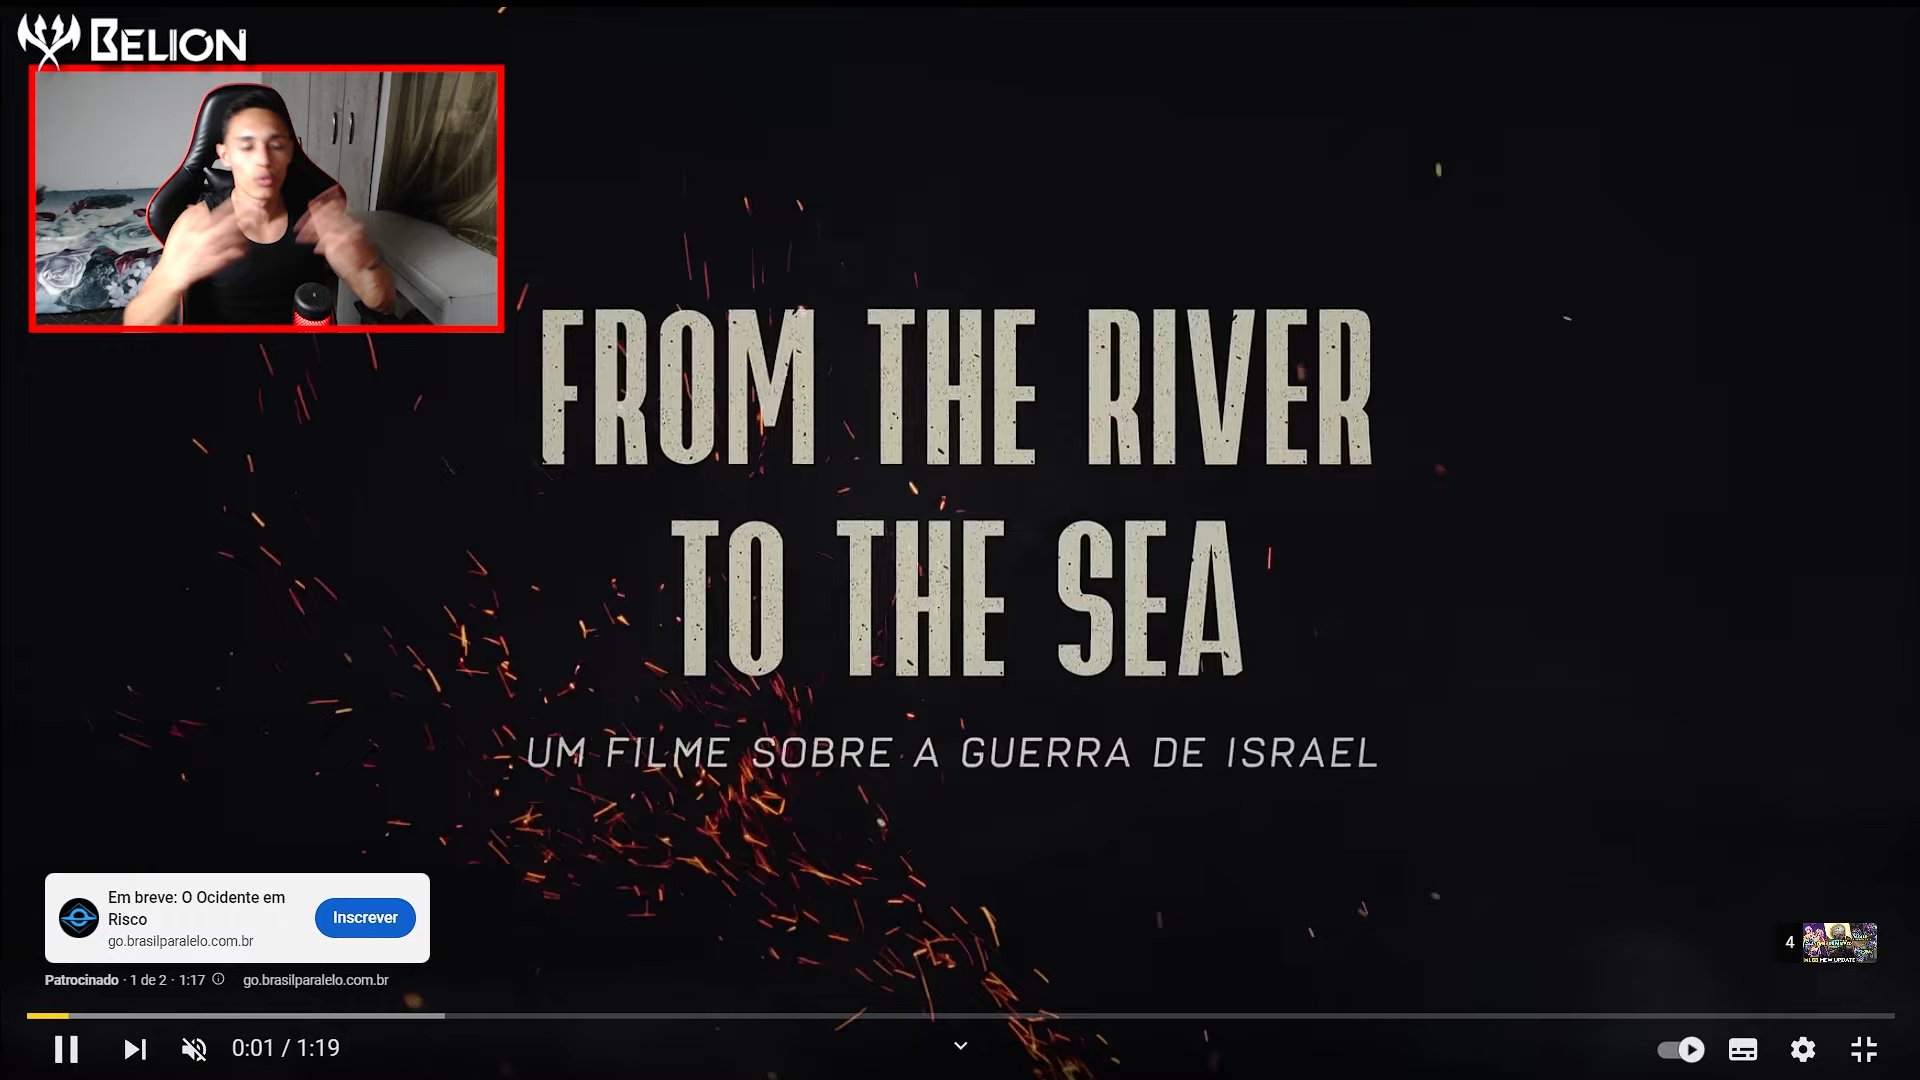 BELION
FROM THE RIVER
TO THE SEA
UM FILME SOBRE A GUERRA DE ISRAEL
Em breve: O Ocidente em
Risco
go.brasilparalelo.com.br
Inscrever
Patrocinado · 1 de 2 · 1:17 go.brasilparalelo.com.br
4
NEW UPDATE
0:01 / 1:19